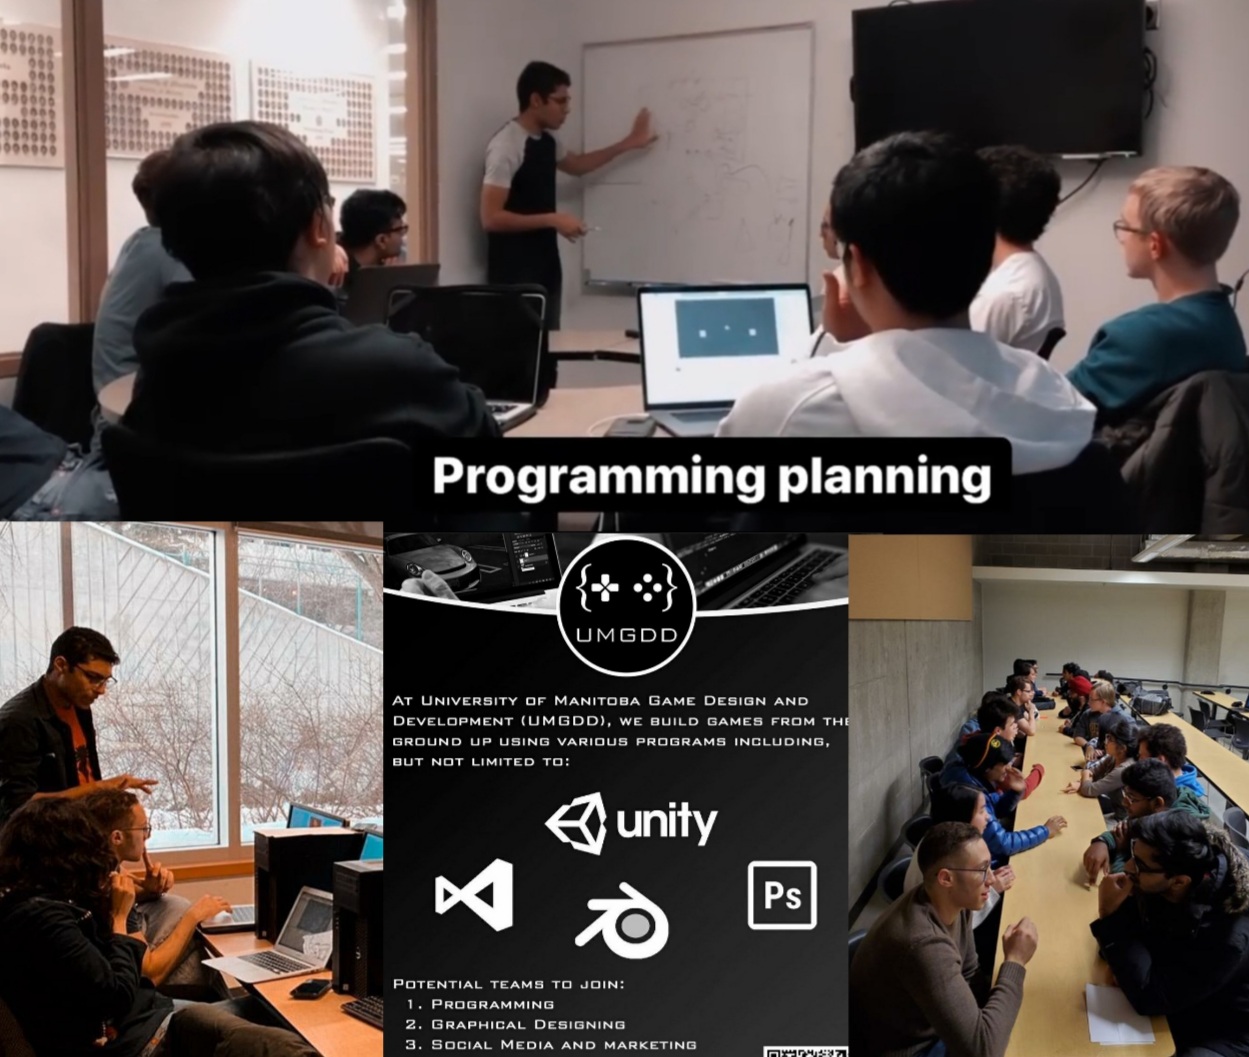 Programming planning
UMGDD
At University of Manitoba Game Design and
Development (UMGDD), we build games from the
ground up using various programs including,
but not limited to:
unity
Ps
Potential teams to join:
1. Programming
2. Graphical Designing
3. Social Media and marketing